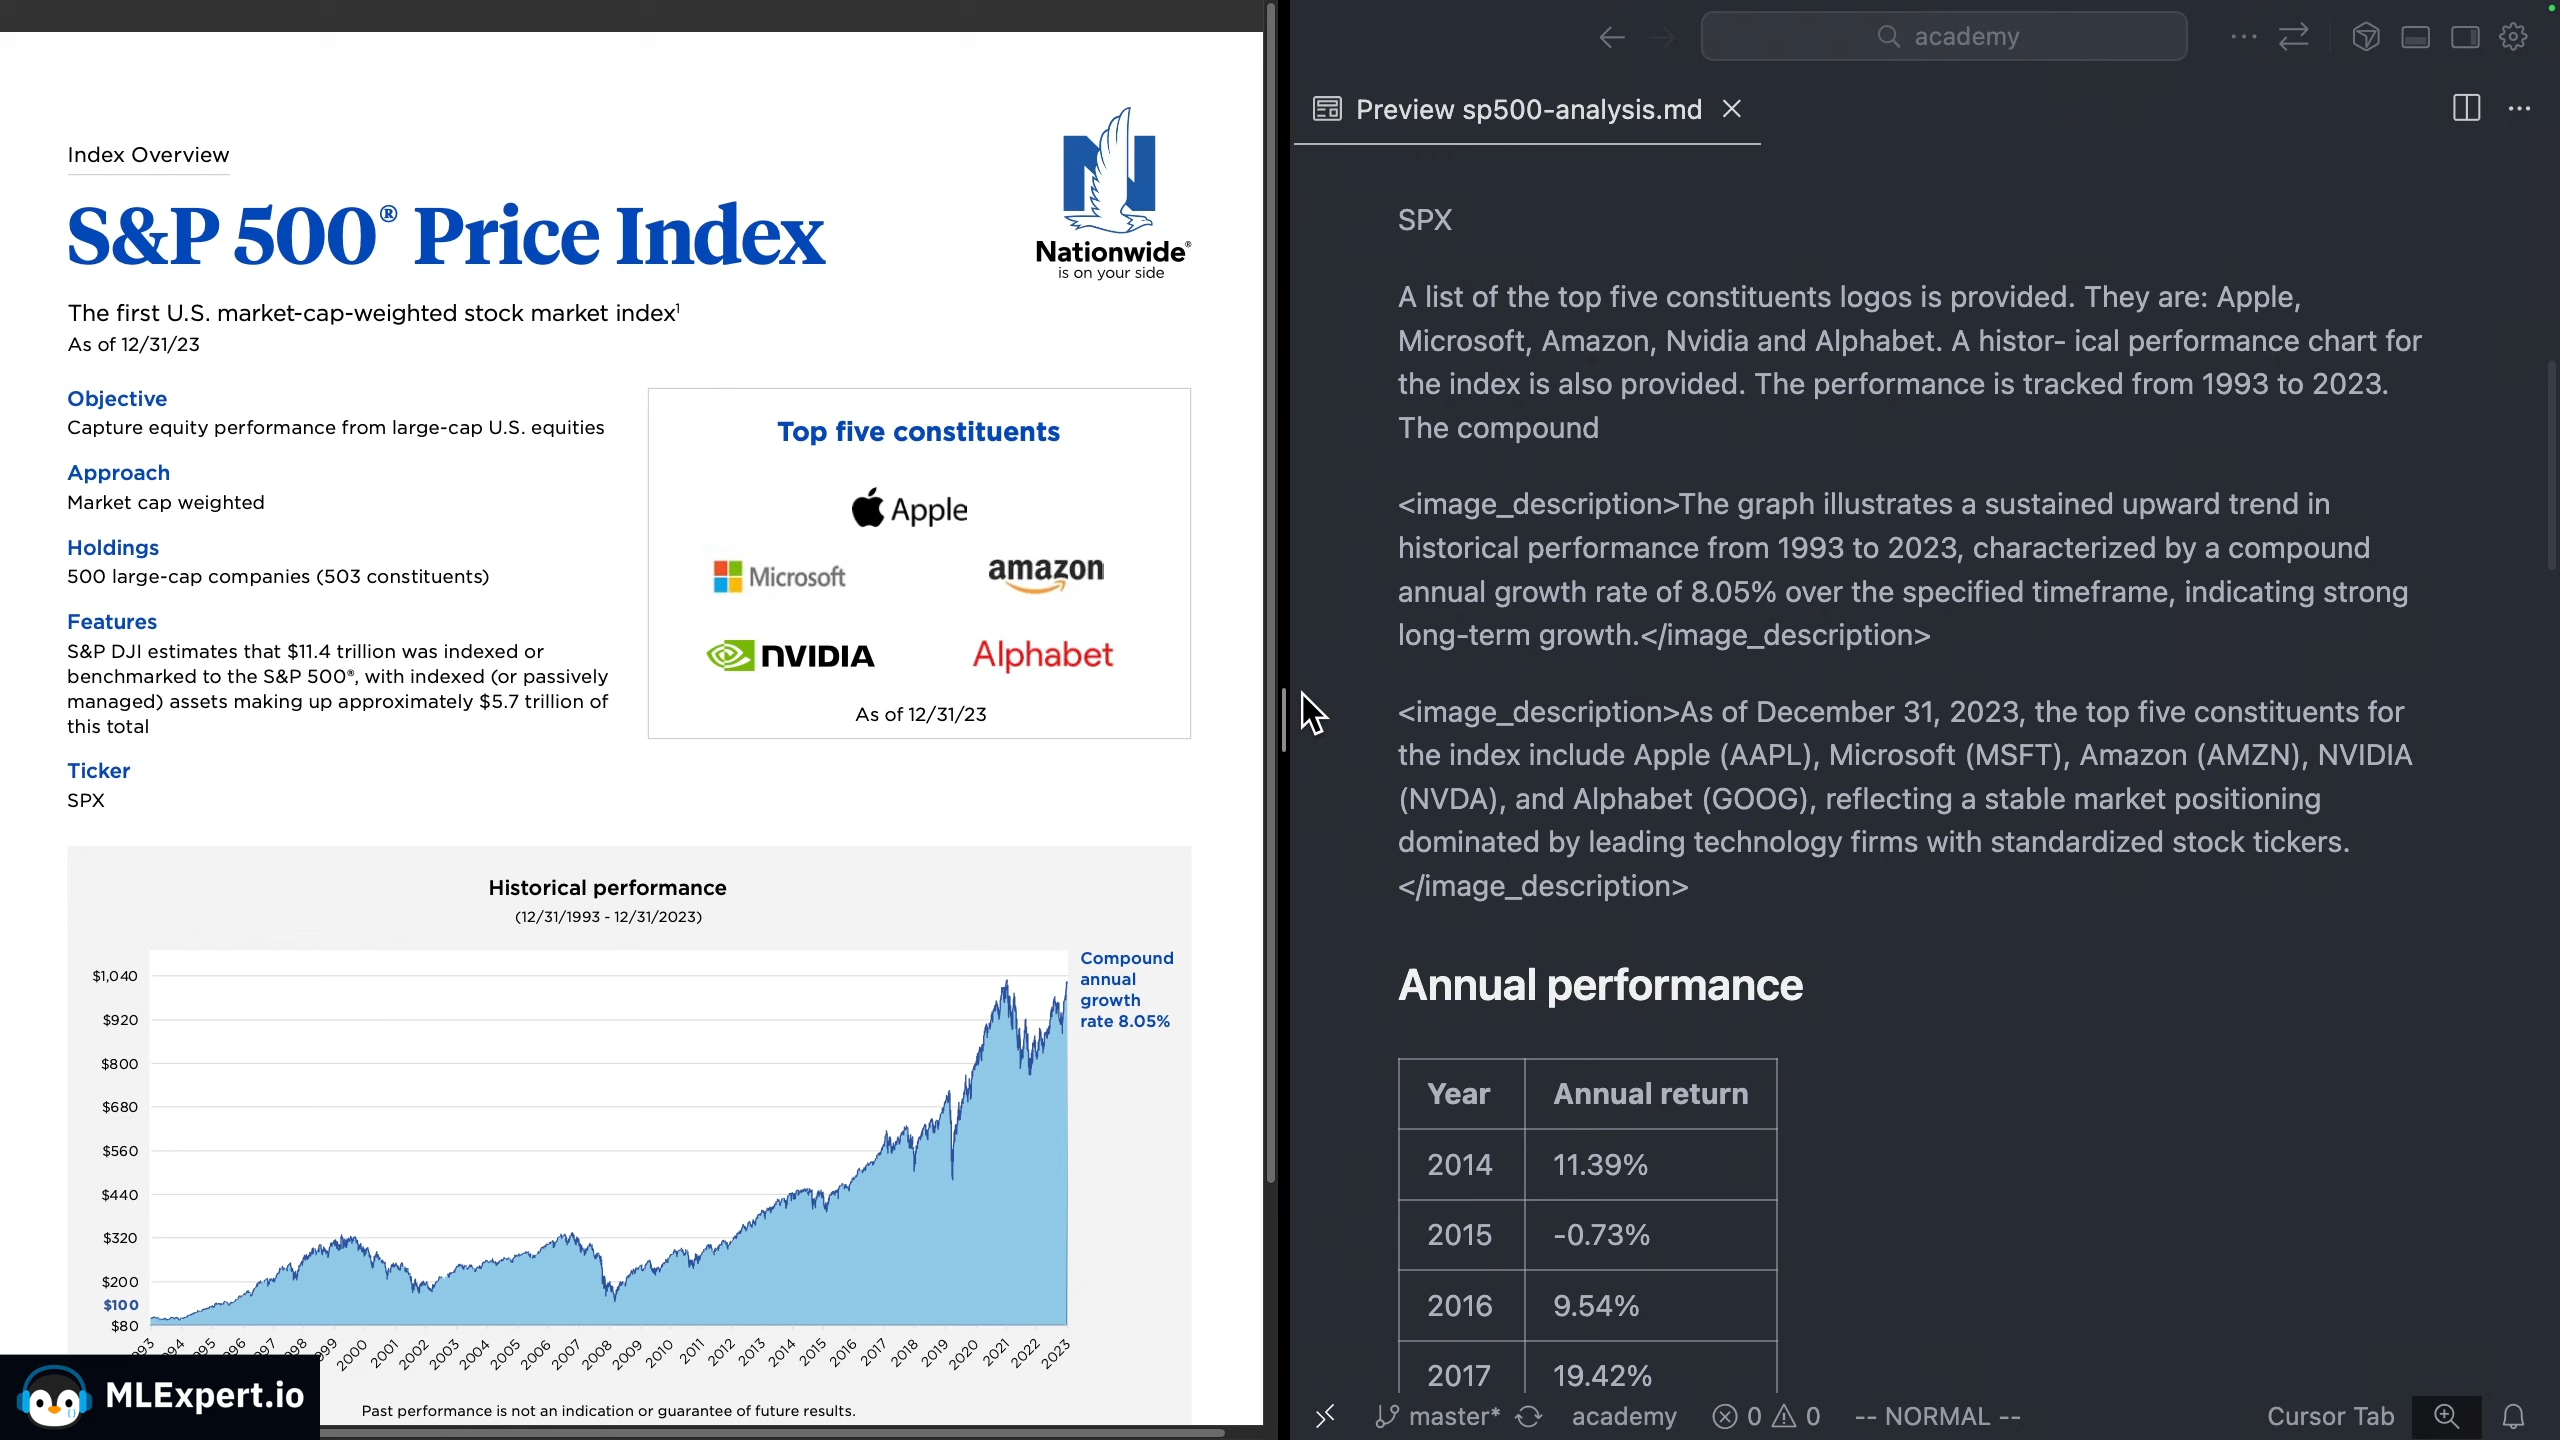 Index Overview
S&P 500® Price Index
Nationwide®
is on your side
The first U.S. market-cap-weighted stock market index¹
As of 12/31/23
Objective
Capture equity performance from large-cap U.S. equities
Approach
Market cap weighted
Holdings
500 large-cap companies (503 constituents)
Features
S&P DJI estimates that $11.4 trillion was indexed or
benchmarked to the S&P 500®, with indexed (or passively
managed) assets making up approximately $5.7 trillion of
this total
Ticker
SPX
Top five constituents
Apple
Microsoft
amazon
NVIDIA
Alphabet
As of 12/31/23
Historical performance
(12/31/1993 - 12/31/2023)
Compound
annual
growth
rate 8.05%
$1,040
$920
$800
$680
$560
$440
$320
$200
$100
$80
93 94 95 96 97 98 99 2000 2001 2002 2003 2004 2005 2006 2007 2008 2009 2010 2011 2012 2013 2014 2015 2016 2017 2018 2019 2020 2021 2022 2023
Past performance is not an indication or guarantee of future results.
MLExpert.io
academy
Preview sp500-analysis.md
SPX
A list of the top five constituents logos is provided. They are: Apple,
Microsoft, Amazon, Nvidia and Alphabet. A histor- ical performance chart for
the index is also provided. The performance is tracked from 1993 to 2023.
The compound
<image_description>The graph illustrates a sustained upward trend in
historical performance from 1993 to 2023, characterized by a compound
annual growth rate of 8.05% over the specified timeframe, indicating strong
long-term growth.</image_description>
<image_description>As of December 31, 2023, the top five constituents for
the index include Apple (AAPL), Microsoft (MSFT), Amazon (AMZN), NVIDIA
(NVDA), and Alphabet (GOOG), reflecting a stable market positioning
dominated by leading technology firms with standardized stock tickers.
</image_description>
Annual performance
Year Annual return
2014 11.39%
2015 -0.73%
2016 9.54%
2017 19.42%
master* academy 0 0 -- NORMAL -- Cursor Tab